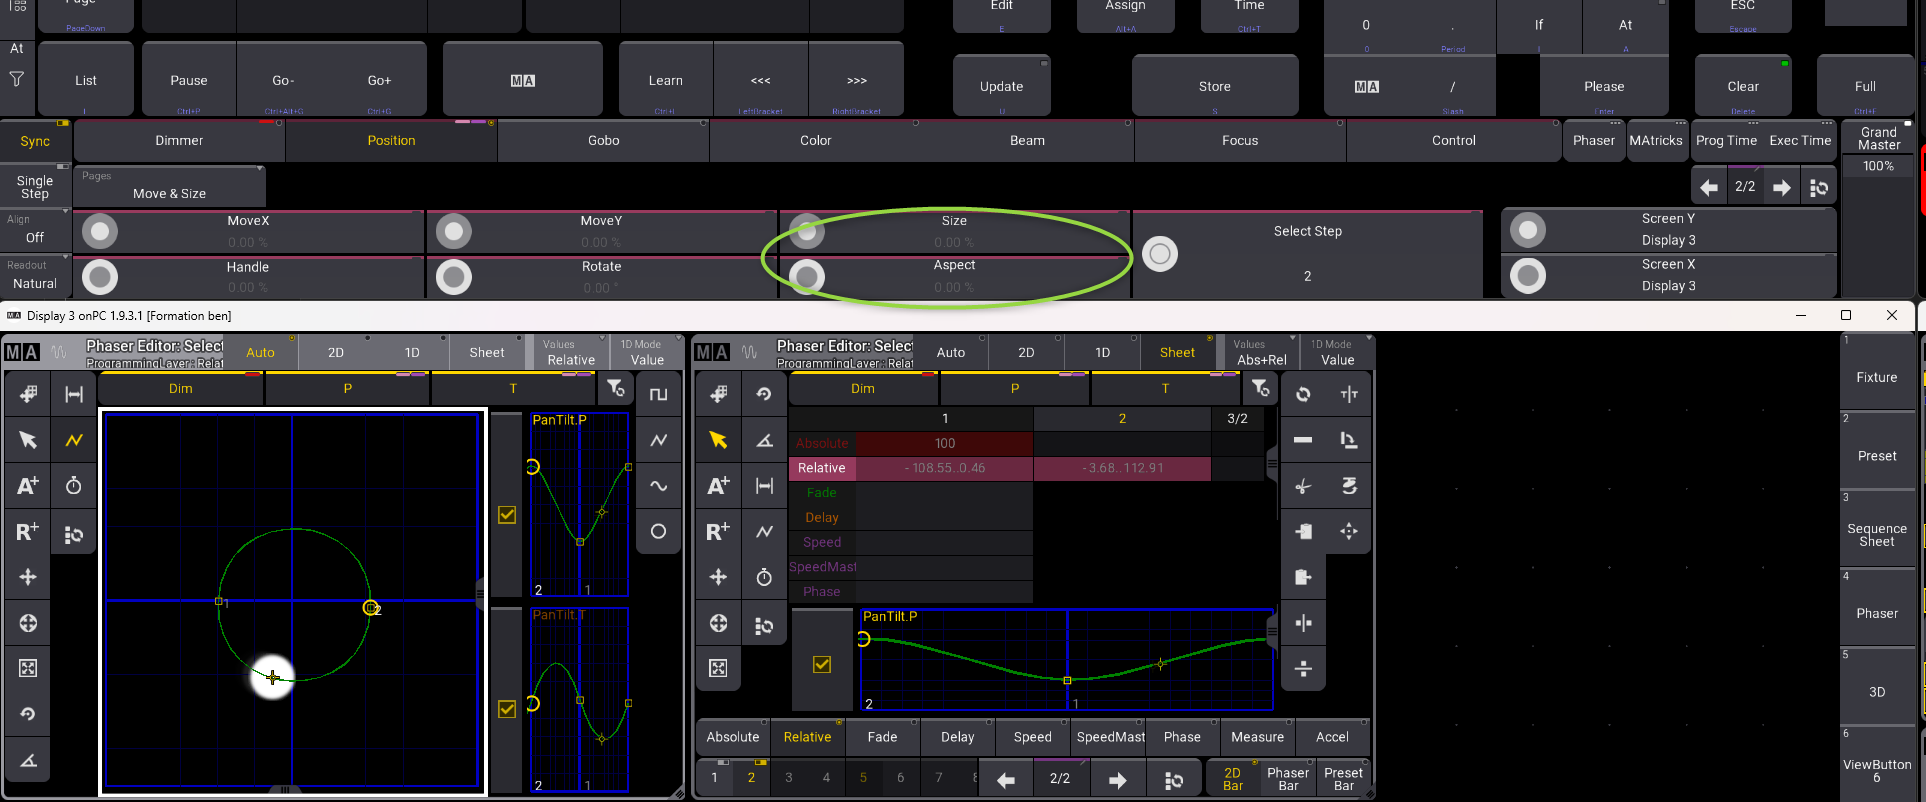 Page
PageDown
Edit
E
Assign
Alt+A
Time
Ctrl+T
0
0
.
Period
If
I
At
A
ESC
Escape
At
List
Pause
Ctrl+P
Go-
Ctrl+Alt+G
Go+
Ctrl+G
MA
Learn
Ctrl+I
<<<
LeftBracket
>>>
RightBracket
Update
U
Store
S
MA
/
Slash
Please
Enter
Clear
Delete
Full
Ctrl+F
Sync
Dimmer
Position
Gobo
Color
Beam
Focus
Control
Phaser
MAtricks
Prog Time
Exec Time
Grand
Master
100%
Single
Step
Pages
Move & Size
2/2
Align
Off
MoveX
0.00 %
MoveY
0.00 %
Size
0.00 %
Select Step
2
Screen Y
Display 3
Readout
Natural
Handle
0.00 %
Rotate
0.00 °
Aspect
0.00 %
Screen X
Display 3
MA Display 3 onPC 1.9.3.1 [Formation ben]
MA
Phaser Editor: Select
ProgrammingLayer::Relat
Auto
2D
1D
Sheet
Values
Relative
1D Mode
Value
Dim
P
T
A+
R+
1
2
PanTilt.P
2
1
PanTilt.T
2
1
MA
Phaser Editor: Select
ProgrammingLayer::Relat
Auto
2D
1D
Sheet
Values
Abs+Rel
1D Mode
Value
Dim
P
T
A+
R+
1
2
3/2
Absolute
100
Relative
-108.55..0.46
-3.68..112.91
Fade
Delay
Speed
SpeedMast
Phase
PanTilt.P
2
1
Absolute
Relative
Fade
Delay
Speed
SpeedMast
Phase
Measure
Accel
1
2
3
4
5
6
7
2/2
2D
Bar
Phaser
Bar
Preset
Bar
1
Fixture
2
Preset
3
Sequence
Sheet
4
Phaser
5
3D
6
ViewButton
6